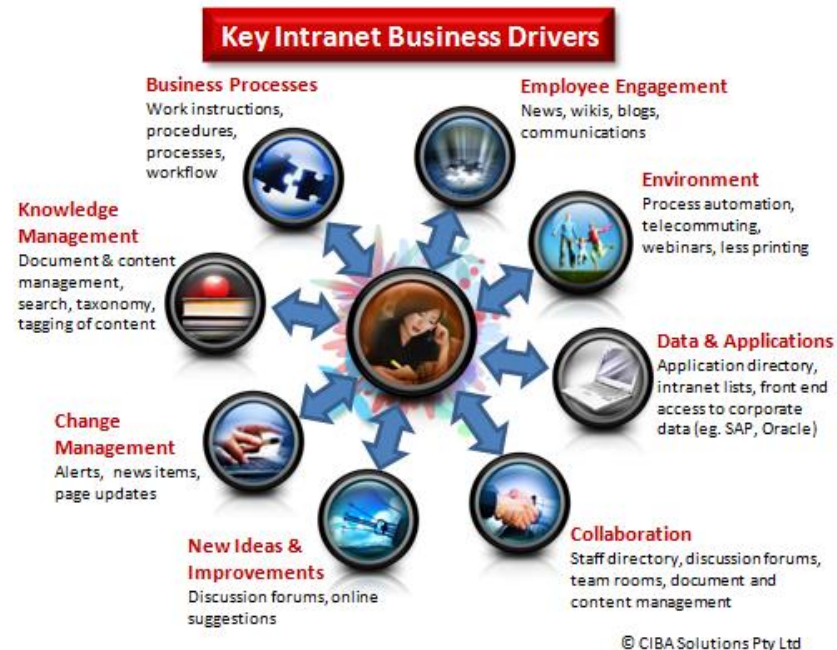 Key Intranet Business Drivers
Business Processes
Work instructions,
procedures,
processes,
workflow
Employee Engagement
News, wikis, blogs,
communications
Environment
Process automation,
telecommuting,
webinars, less printing
Knowledge
Management
Document & content
management,
search, taxonomy,
tagging of content
Data & Applications
Application directory,
intranet lists, front end
access to corporate
data (eg. SAP, Oracle)
Change
Management
Alerts, news items,
page updates
New Ideas &
Improvements
Discussion forums, online
suggestions
Collaboration
Staff directory, discussion forums,
team rooms, document and
content management
© CIBA Solutions Pty Ltd